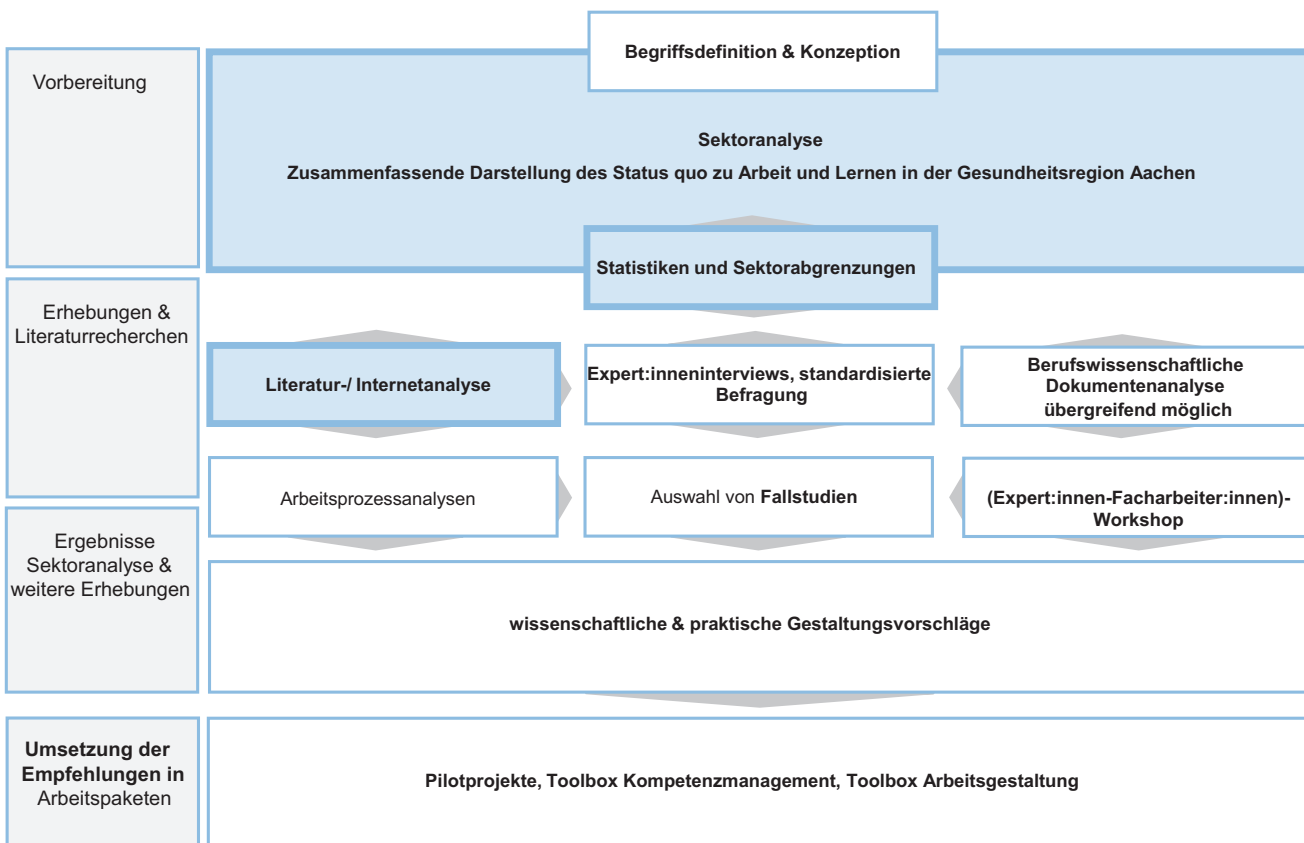 Begriffsdefinition & Konzeption
Vorbereitung
Sektoranalyse
Zusammenfassende Darstellung des Status quo zu Arbeit und Lernen in der Gesundheitsregion Aachen
Statistiken und Sektorabgrenzungen
Erhebungen &
Literaturrecherchen
Literatur-/ Internetanalyse
Expert:inneninterviews, standardisierte
Befragung
Berufswissenschaftliche
Dokumentenanalyse
übergreifend möglich
Arbeitsprozessanalysen
Auswahl von Fallstudien
(Expert:innen-Facharbeiter:innen)-
Workshop
Ergebnisse
Sektoranalyse &
weitere Erhebungen
wissenschaftliche & praktische Gestaltungsvorschläge
Umsetzung der
Empfehlungen in
Arbeitspaketen
Pilotprojekte, Toolbox Kompetenzmanagement, Toolbox Arbeitsgestaltung